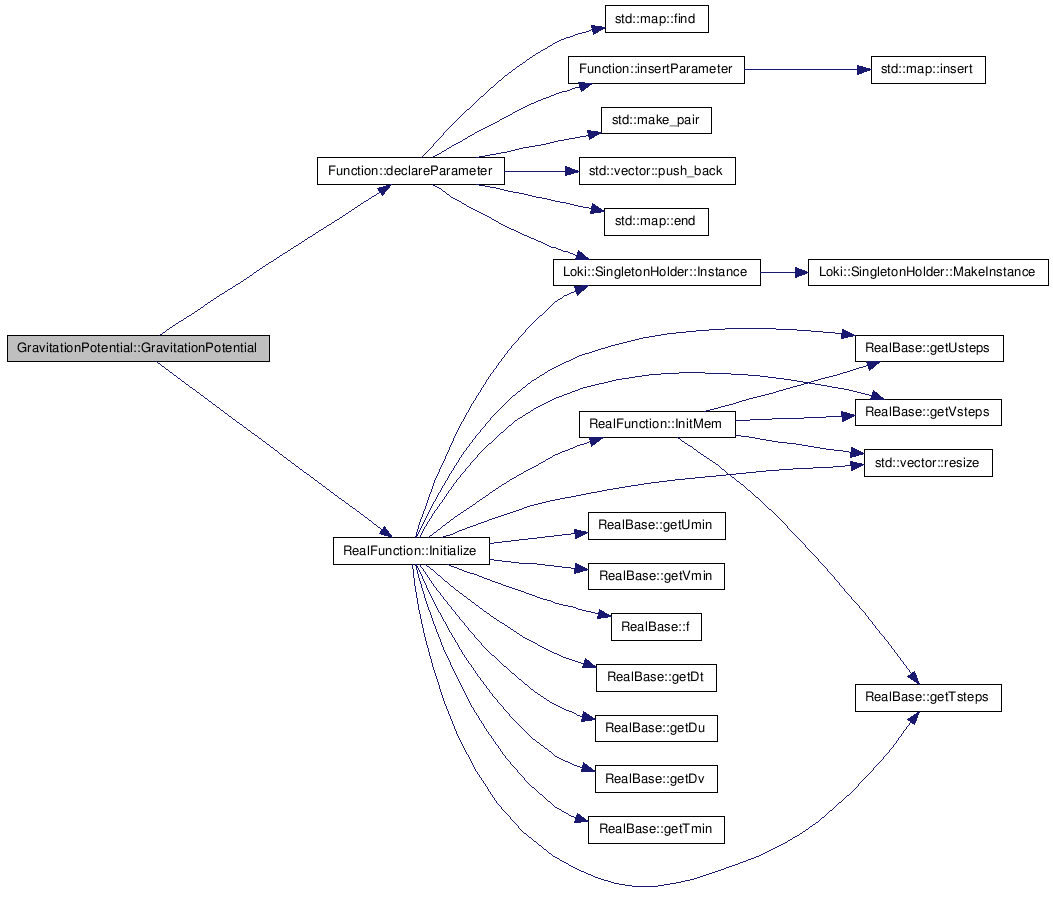 std::map::find
Function::insertParameter
std::map::insert
std::make_pair
Function::declareParameter
std::vector::push_back
std::map::end
Loki::SingletonHolder::Instance
Loki::SingletonHolder::MakeInstance
GravitationPotential::GravitationPotential
RealBase::getUsteps
RealBase::getVsteps
RealFunction::InitMem
std::vector::resize
RealBase::getUmin
RealFunction::Initialize
RealBase::getVmin
RealBase::f
RealBase::getDt
RealBase::getTsteps
RealBase::getDu
RealBase::getDv
RealBase::getTmin